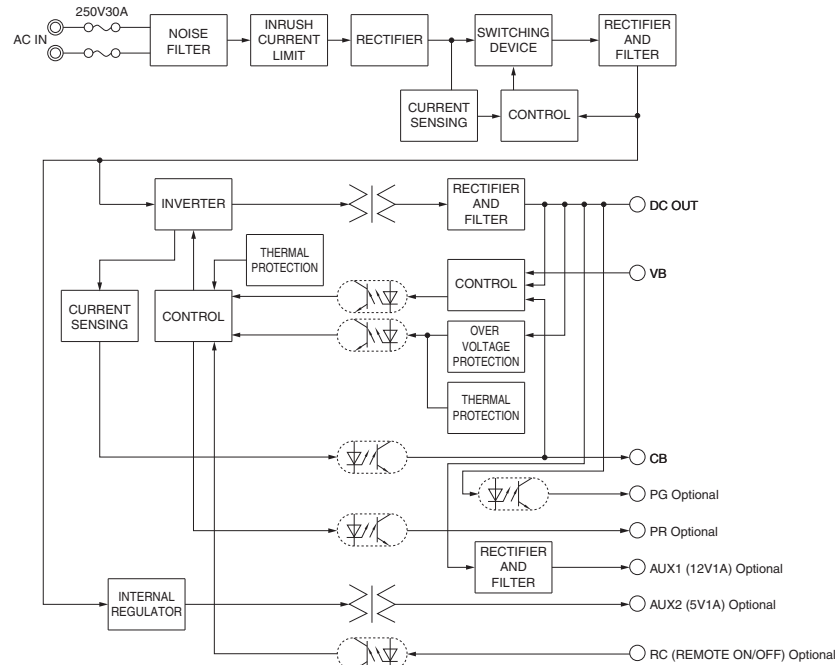 250V30A
AC IN
NOISE
FILTER
INRUSH
CURRENT
LIMIT
RECTIFIER
SWITCHING
DEVICE
RECTIFIER
AND
FILTER
CURRENT
SENSING
CONTROL
INVERTER
RECTIFIER
AND
FILTER
DC OUT
THERMAL
PROTECTION
CONTROL
VB
CURRENT
SENSING
CONTROL
OVER
VOLTAGE
PROTECTION
THERMAL
PROTECTION
CB
PG Optional
PR Optional
RECTIFIER
AND
FILTER
AUX1 (12V1A) Optional
INTERNAL
REGULATOR
AUX2 (5V1A) Optional
RC (REMOTE ON/OFF) Optional